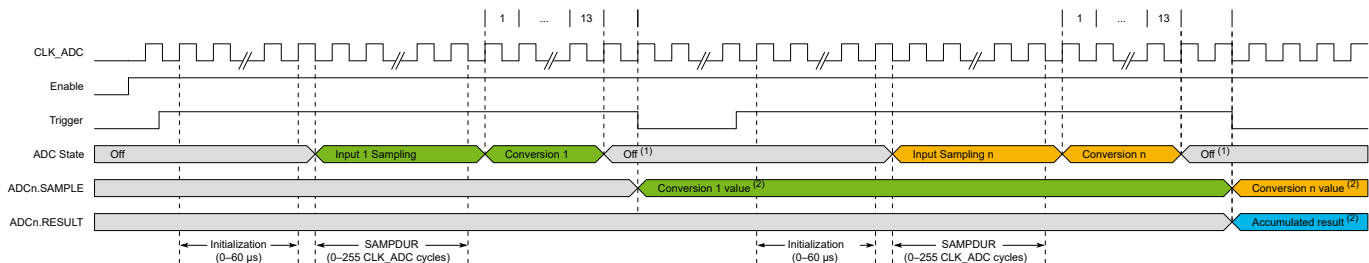 1 ... 13 1 ... 13
CLK_ADC
Enable
Trigger
ADC State Off Input 1 Sampling Conversion 1 Off (1) Input Sampling n Conversion n Off (1)
ADCn.SAMPLE Conversion 1 value (2) Conversion n value (2)
ADCn.RESULT Accumulated result (2)
Initialization SAMPDUR Initialization SAMPDUR
(0–60 µs) (0–255 CLK_ADC cycles) (0–60 µs) (0–255 CLK_ADC cycles)